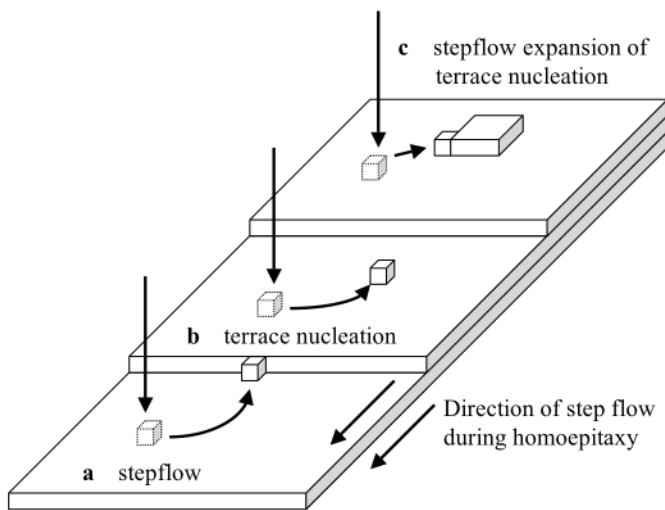 c stepflow expansion of
terrace nucleation
b terrace nucleation
Direction of step flow
during homoepitaxy
a stepflow